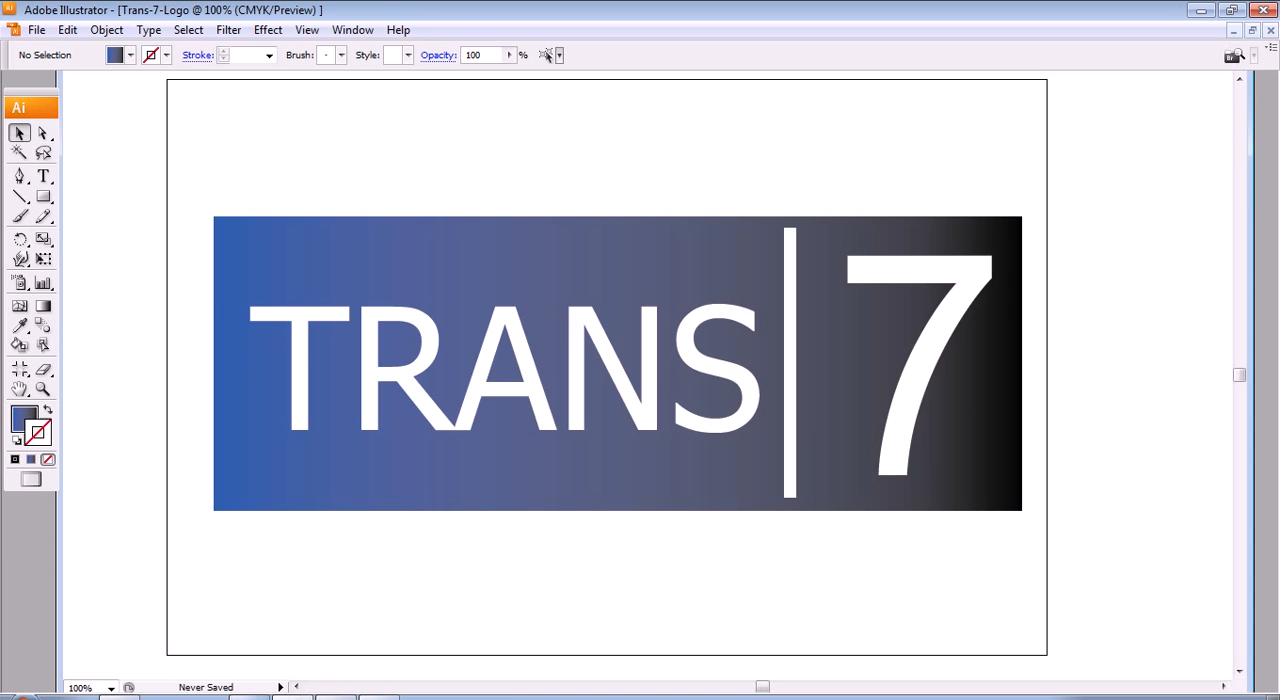 Adobe Illustrator - [Trans-7-Logo @ 100% (CMYK/Preview) ]
File Edit Object Type Select Filter Effect View Window Help
No Selection Stroke: Brush: Style: Opacity: 100 %
Br
Ai
T
TRANS 7
100% Never Saved